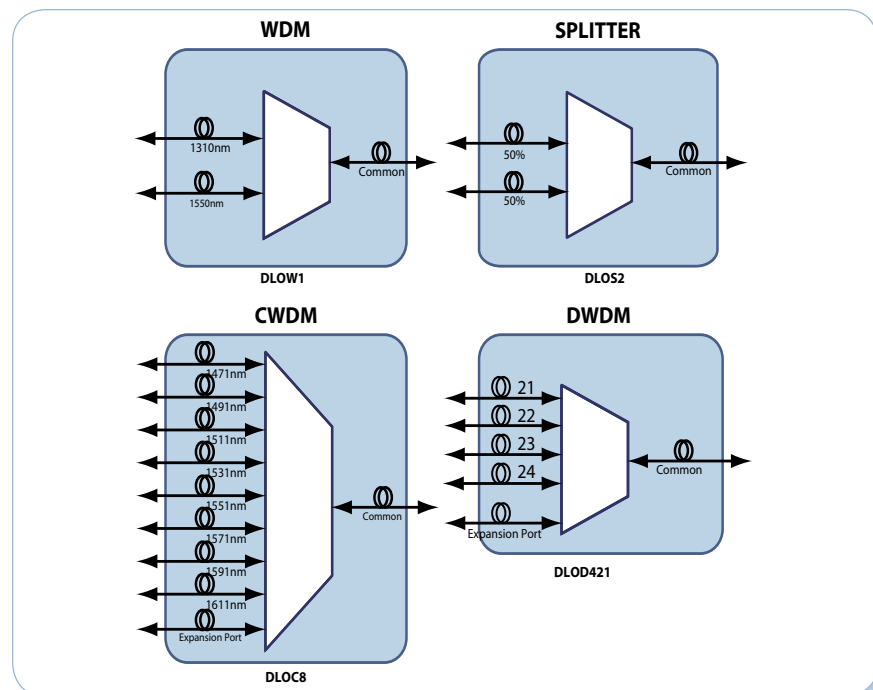 WDM
1310nm
1550nm
Common
DLOW1
SPLITTER
50%
50%
Common
DLOS2
CWDM
1471nm
1491nm
1511nm
1531nm
1551nm
1571nm
1591nm
1611nm
Expansion Port
Common
DLOC8
DWDM
21
22
23
24
Expansion Port
Common
DLOD421